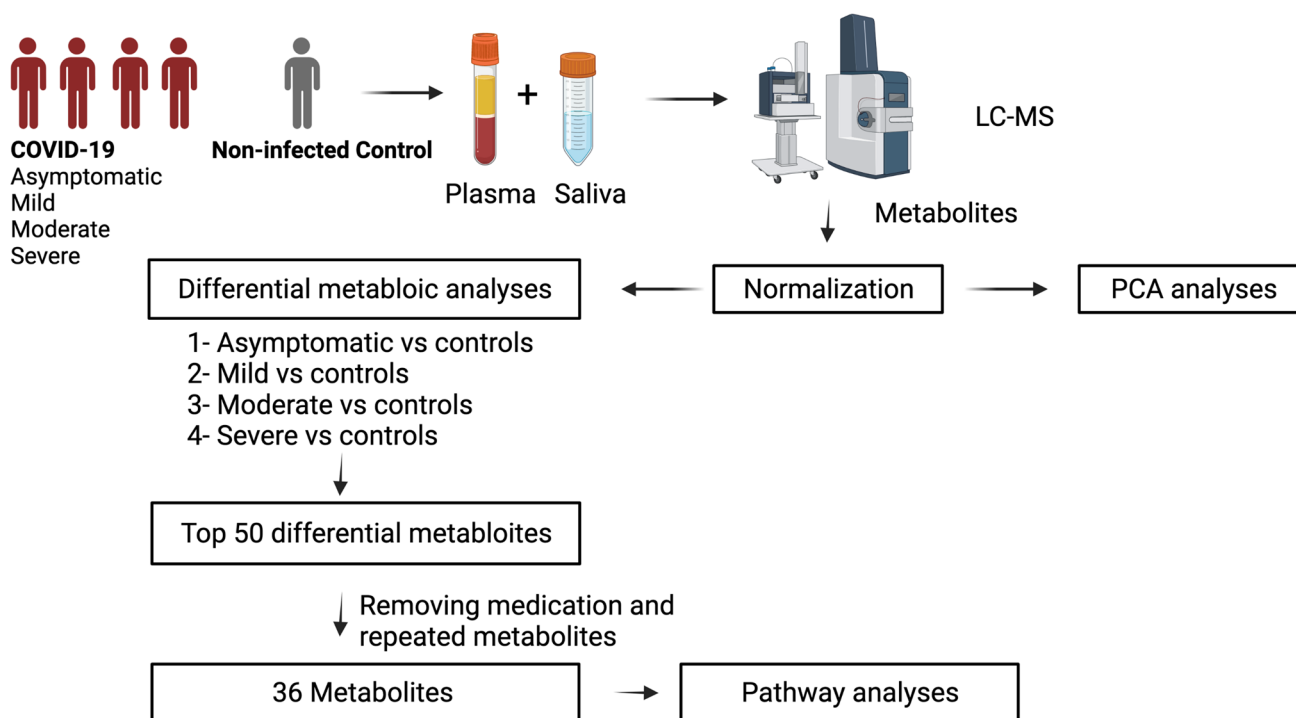 COVID-19
Asymptomatic
Mild
Moderate
Severe
Non-infected Control
+
Plasma
Saliva
LC-MS
Metabolites
Differential metabloic analyses
Normalization
PCA analyses
1- Asymptomatic vs controls
2- Mild vs controls
3- Moderate vs controls
4- Severe vs controls
Top 50 differential metabloites
Removing medication and
repeated metabolites
36 Metabolites
Pathway analyses